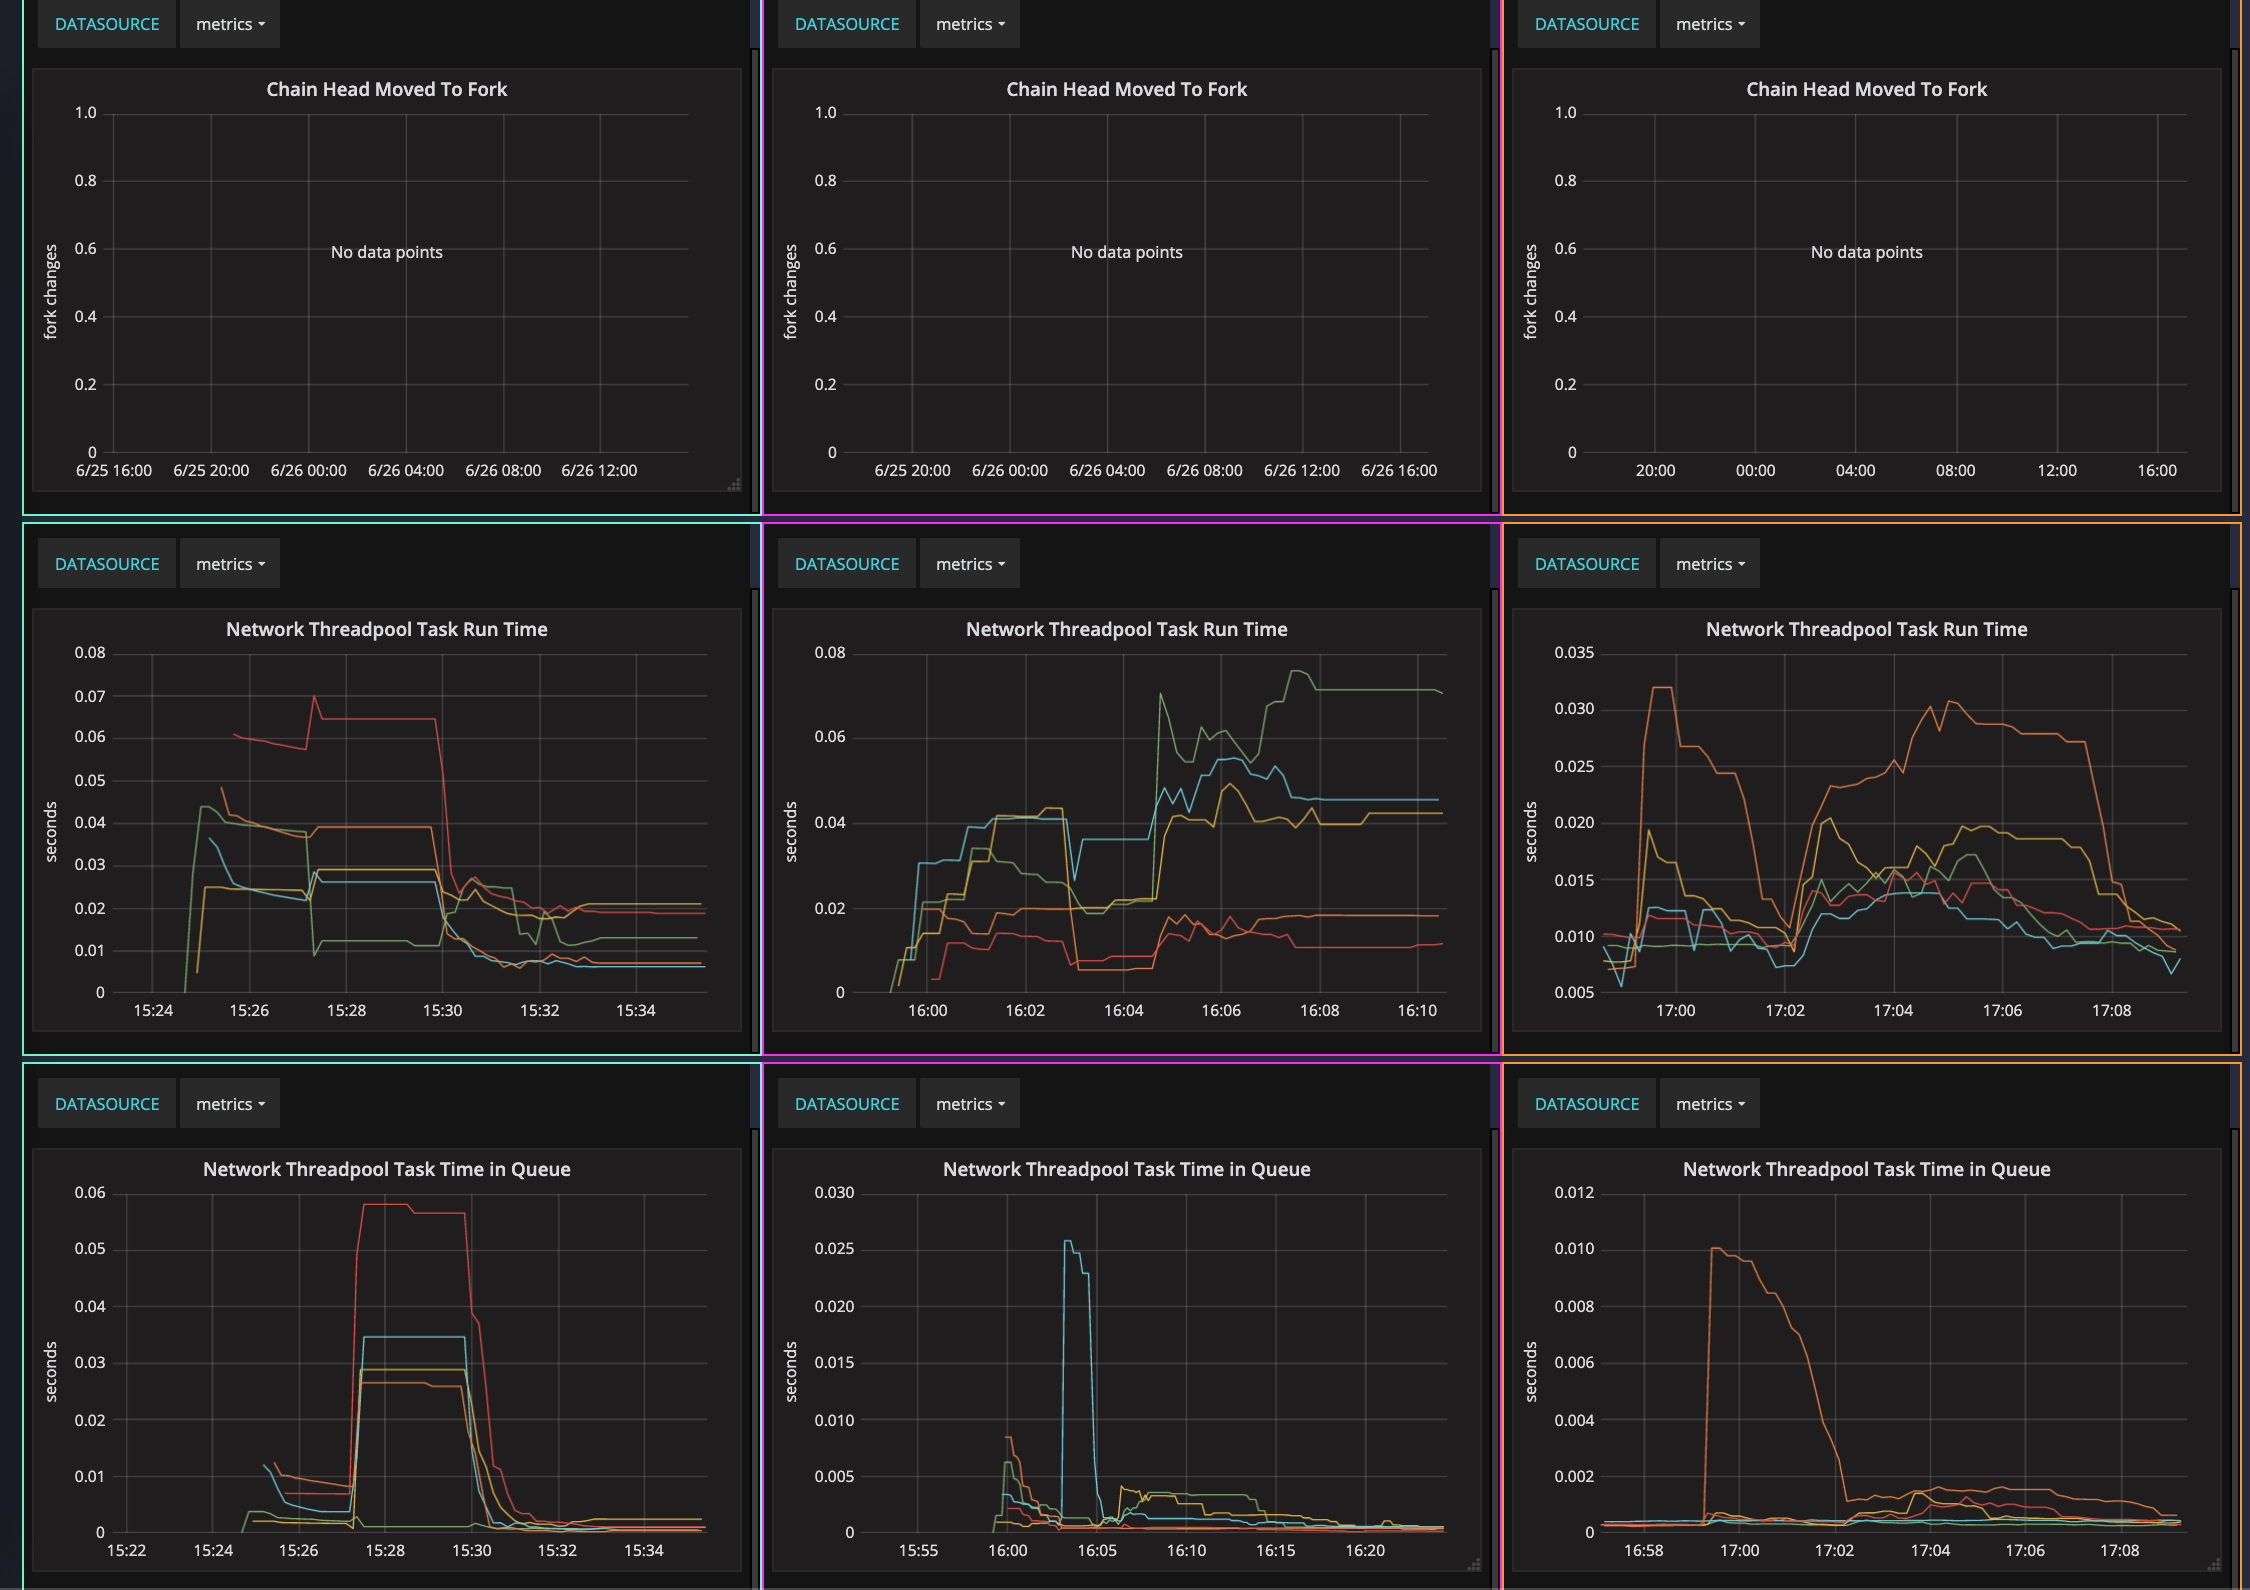 DATASOURCE metrics
Chain Head Moved To Fork
1.0
0.8
0.6
0.4
0.2
0
fork changes
No data points
6/25 16:00 6/25 20:00 6/26 00:00 6/26 04:00 6/26 08:00 6/26 12:00
DATASOURCE metrics
Chain Head Moved To Fork
1.0
0.8
0.6
0.4
0.2
0
fork changes
No data points
6/25 20:00 6/26 00:00 6/26 04:00 6/26 08:00 6/26 12:00 6/26 16:00
DATASOURCE metrics
Chain Head Moved To Fork
1.0
0.8
0.6
0.4
0.2
0
fork changes
No data points
20:00 00:00 04:00 08:00 12:00 16:00
DATASOURCE metrics
Network Threadpool Task Run Time
0.08
0.07
0.06
0.05
0.04
0.03
0.02
0.01
0
seconds
15:24 15:26 15:28 15:30 15:32 15:34
DATASOURCE metrics
Network Threadpool Task Run Time
0.08
0.06
0.04
0.02
0
seconds
16:00 16:02 16:04 16:06 16:08 16:10
DATASOURCE metrics
Network Threadpool Task Run Time
0.035
0.030
0.025
0.020
0.015
0.010
0.005
seconds
17:00 17:02 17:04 17:06 17:08
DATASOURCE metrics
Network Threadpool Task Time in Queue
0.06
0.05
0.04
0.03
0.02
0.01
0
seconds
15:22 15:24 15:26 15:28 15:30 15:32 15:34
DATASOURCE metrics
Network Threadpool Task Time in Queue
0.030
0.025
0.020
0.015
0.010
0.005
0
seconds
15:55 16:00 16:05 16:10 16:15 16:20
DATASOURCE metrics
Network Threadpool Task Time in Queue
0.012
0.010
0.008
0.006
0.004
0.002
0
seconds
16:58 17:00 17:02 17:04 17:06 17:08